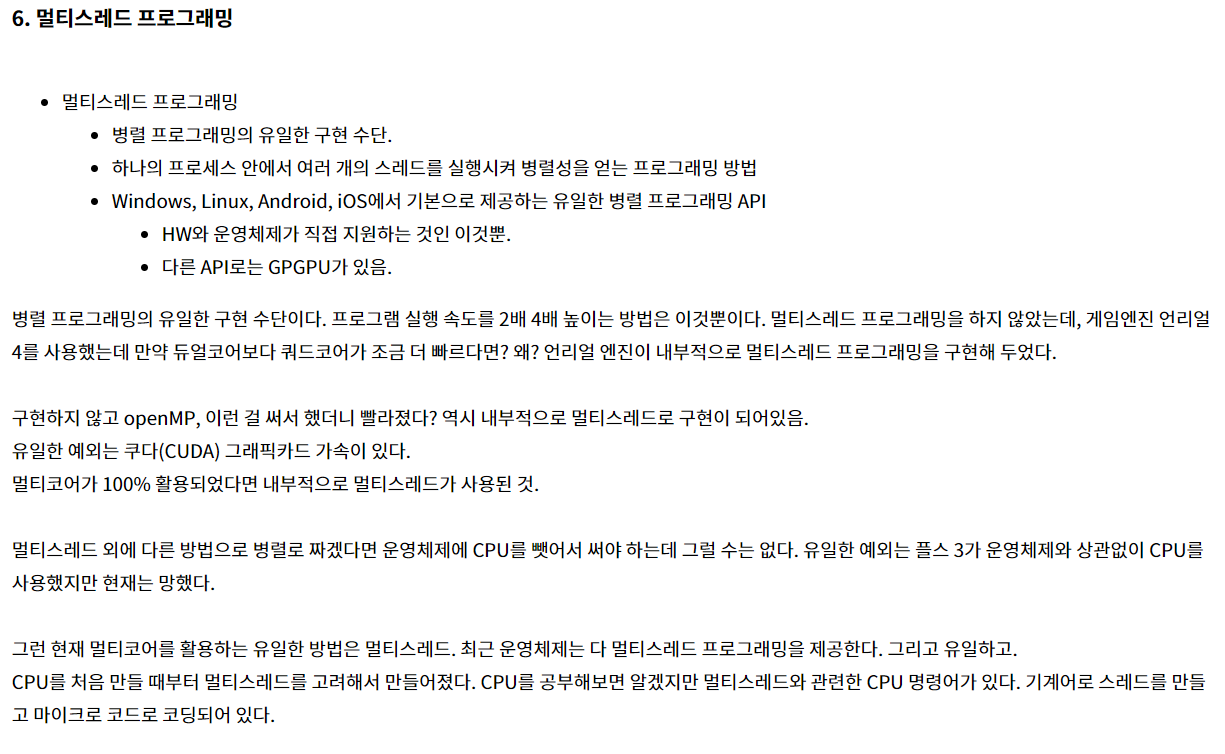 6. 멀티스레드 프로그래밍
멀티스레드 프로그래밍
병렬 프로그래밍의 유일한 구현 수단.
하나의 프로세스 안에서 여러 개의 스레드를 실행시켜 병렬성을 얻는 프로그래밍 방법
Windows, Linux, Android, iOS에서 기본으로 제공하는 유일한 병렬 프로그래밍 API
HW와 운영체제가 직접 지원하는 것인 이것뿐.
다른 API로는 GPGPU가 있음.
병렬 프로그래밍의 유일한 구현 수단이다. 프로그램 실행 속도를 2배 4배 높이는 방법은 이것뿐이다. 멀티스레드 프로그래밍을 하지 않았는데, 게임엔진 언리얼
4를 사용했는데 만약 듀얼코어보다 쿼드코어가 조금 더 빠르다면? 왜? 언리얼 엔진이 내부적으로 멀티스레드 프로그래밍을 구현해 두었다.
구현하지 않고 openMP, 이런 걸 써서 했더니 빨라졌다? 역시 내부적으로 멀티스레드로 구현이 되어있음.
유일한 예외는 쿠다(CUDA) 그래픽카드 가속이 있다.
멀티코어가 100% 활용되었다면 내부적으로 멀티스레드가 사용된 것.
멀티스레드 외에 다른 방법으로 병렬로 짜겠다면 운영체제에 CPU를 뺏어서 써야 하는데 그럴 수는 없다. 유일한 예외는 플스 3가 운영체제와 상관없이 CPU를
사용했지만 현재는 망했다.
그런 현재 멀티코어를 활용하는 유일한 방법은 멀티스레드. 최근 운영체제는 다 멀티스레드 프로그래밍을 제공한다. 그리고 유일하고.
CPU를 처음 만들 때부터 멀티스레드를 고려해서 만들어졌다. CPU를 공부해보면 알겠지만 멀티스레드와 관련한 CPU 명령어가 있다. 기계어로 스레드를 만들
고 마이크로 코드로 코딩되어 있다.